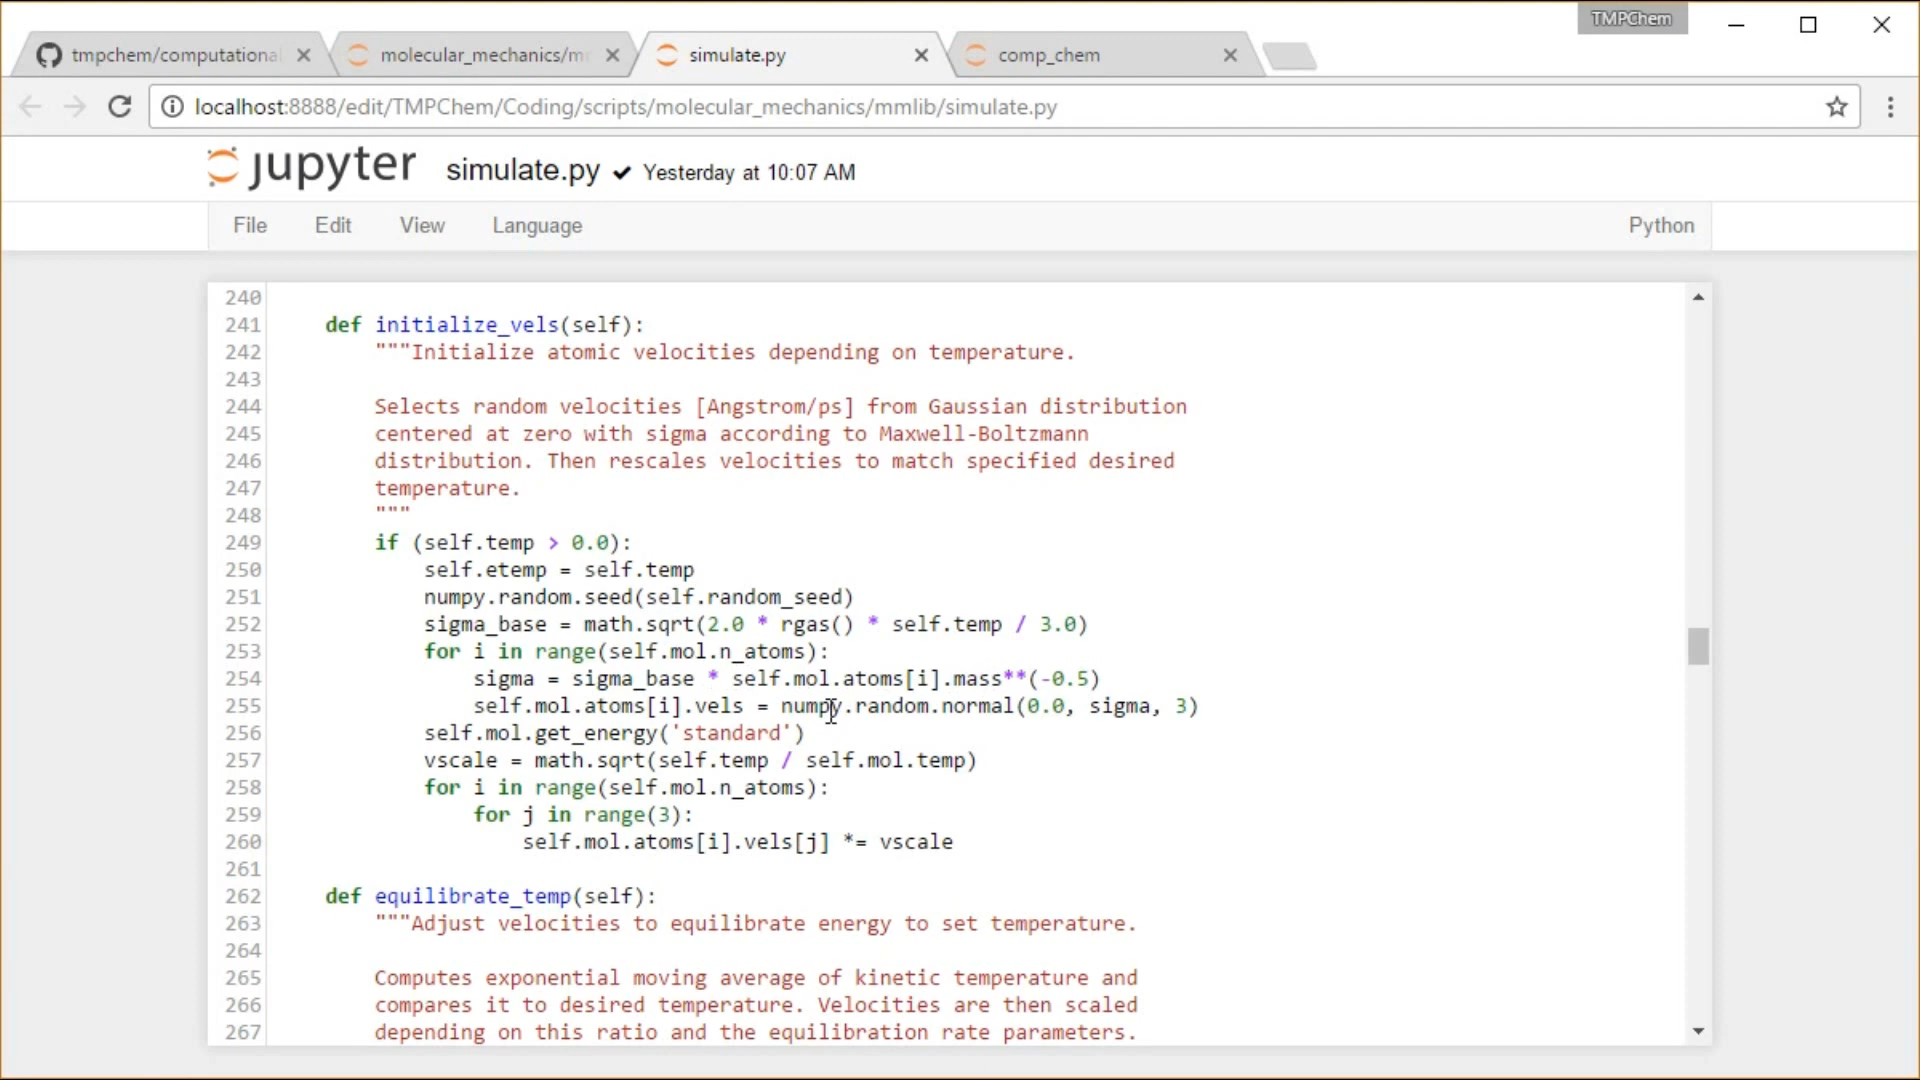 TMPChem
tmpchem/computational
molecular_mechanics/m
simulate.py
comp_chem
localhost:8888/edit/TMPChem/Coding/scripts/molecular_mechanics/mmlib/simulate.py
jupyter simulate.py ✔ Yesterday at 10:07 AM
File Edit View Language Python
240
241 def initialize_vels(self):
242 """Initialize atomic velocities depending on temperature.
243
244 Selects random velocities [Angstrom/ps] from Gaussian distribution
245 centered at zero with sigma according to Maxwell-Boltzmann
246 distribution. Then rescales velocities to match specified desired
247 temperature.
248 """
249 if (self.temp > 0.0):
250 self.etemp = self.temp
251 numpy.random.seed(self.random_seed)
252 sigma_base = math.sqrt(2.0 * rgas() * self.temp / 3.0)
253 for i in range(self.mol.n_atoms):
254 sigma = sigma_base * self.mol.atoms[i].mass**(-0.5)
255 self.mol.atoms[i].vels = numpy.random.normal(0.0, sigma, 3)
256 self.mol.get_energy('standard')
257 vscale = math.sqrt(self.temp / self.mol.temp)
258 for i in range(self.mol.n_atoms):
259 for j in range(3):
260 self.mol.atoms[i].vels[j] *= vscale
261
262 def equilibrate_temp(self):
263 """Adjust velocities to equilibrate energy to set temperature.
264
265 Computes exponential moving average of kinetic temperature and
266 compares it to desired temperature. Velocities are then scaled
267 depending on this ratio and the equilibration rate parameters.